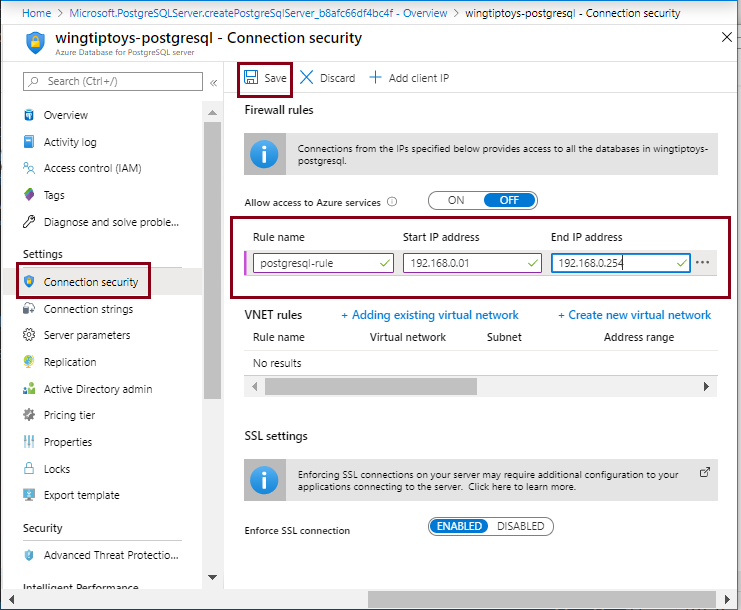 Home > Microsoft.PostgreSQLServer.createPostgreSqlServer_b8afc66df4bc4f - Overview > wingtiptoys-postgresql - Connection security
wingtiptoys-postgresql - Connection security
Azure Database for PostgreSQL server
Search (Ctrl+/)
«
Overview
Activity log
Access control (IAM)
Tags
Diagnose and solve proble...
Settings
Connection security
Connection strings
Server parameters
Replication
Active Directory admin
Pricing tier
Properties
Locks
Export template
Security
Advanced Threat Protectio...
Intelligent Performance
Save
Discard
Add client IP
Firewall rules
Connections from the IPs specified below provides access to all the databases in wingtiptoys-
postgresql.
Allow access to Azure services
ON OFF
Rule name Start IP address End IP address
postgresql-rule 192.168.0.01 192.168.0.254 ...
VNET rules + Adding existing virtual network + Create new virtual network
Rule name Virtual network Subnet Address range
No results
SSL settings
Enforcing SSL connections on your server may require additional configuration to your
applications connecting to the server. Click here to learn more.
Enforce SSL connection ENABLED DISABLED